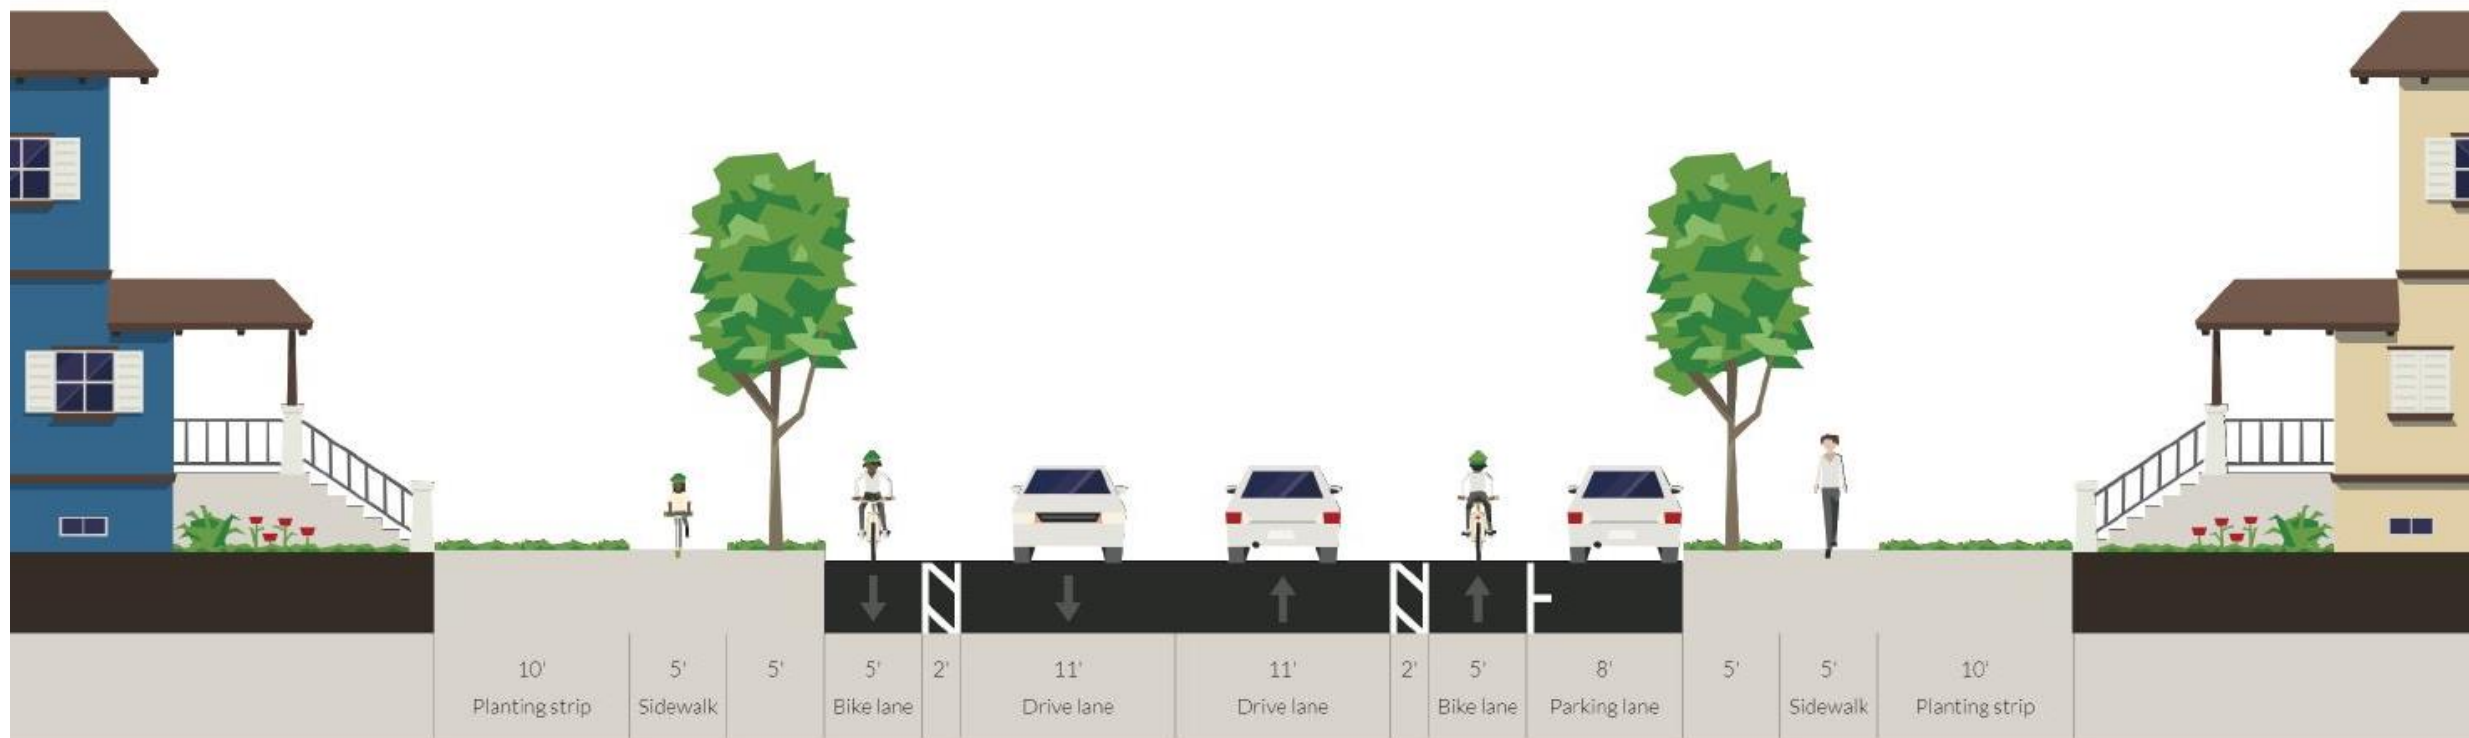 10' 5' 5' 5' 2' 11' 11' 2' 5' 8' 5' 5' 10'
Planting strip Sidewalk Bike lane Drive lane Drive lane Bike lane Parking lane Sidewalk Planting strip